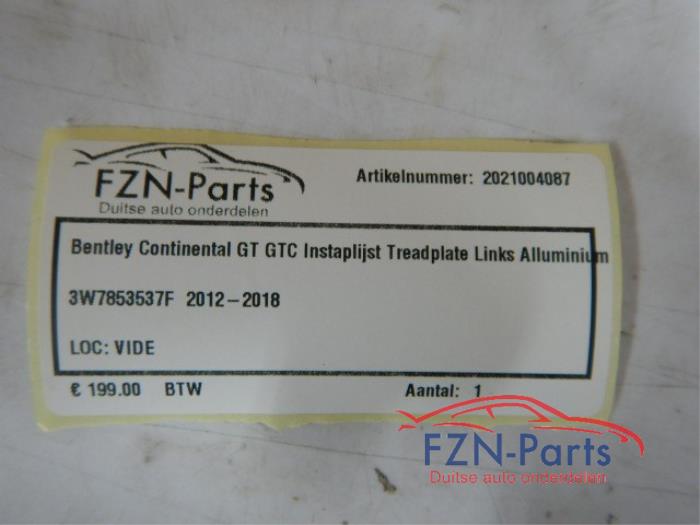 FZN-Parts
Duitse auto onderdelen
Artikelnummer: 2021004087
Bentley Continental GT GTC Instaplijst Treadplate Links Alluminium
3W7853537F 2012-2018
LOC: VIDE
€ 199.00 BTW
Aantal: 1
FZN-Parts
Duitse auto onderdelen